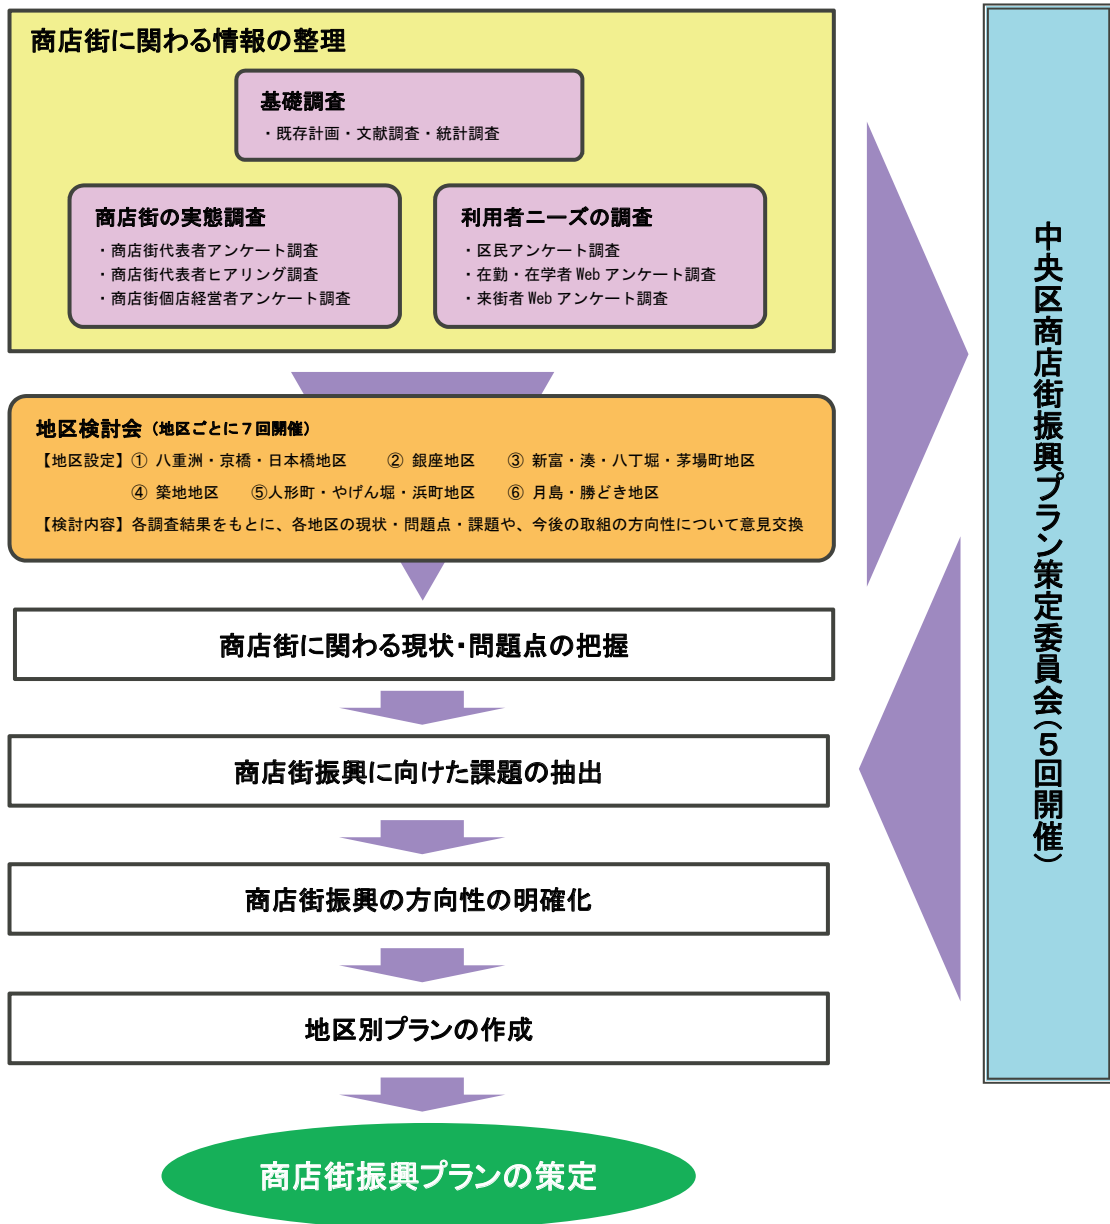 商店街に関わる情報の整理
基礎調査
・既存計画・文献調査・統計調査
商店街の実態調査
・商店街代表者アンケート調査
・商店街代表者ヒアリング調査
・商店街個店経営者アンケート調査
利用者ニーズの調査
・区民アンケート調査
・在勤・在学者 Web アンケート調査
・来街者 Web アンケート調査
地区検討会（地区ごとに７回開催）
【地区設定】① 八重洲・京橋・日本橋地区 ② 銀座地区 ③ 新富・湊・八丁堀・茅場町地区
④ 築地地区 ⑤人形町・やげん堀・浜町地区 ⑥ 月島・勝どき地区
【検討内容】各調査結果をもとに、各地区の現状・問題点・課題や、今後の取組の方向性について意見交換
商店街に関わる現状・問題点の把握
商店街振興に向けた課題の抽出
商店街振興の方向性の明確化
地区別プランの作成
商店街振興プランの策定
中央区商店街振興プラン策定委員会（５回開催）